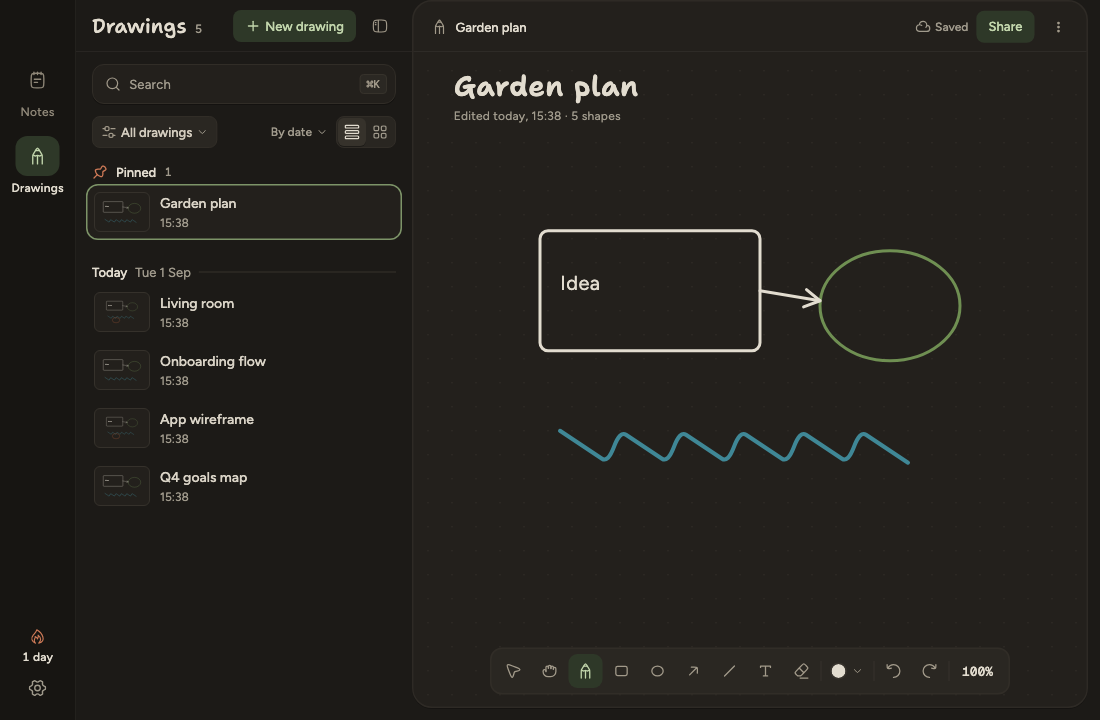 Drawings 5
New drawing
Garden plan
Saved
Share
Notes
Drawings
Search
⌘K
All drawings
By date
Pinned 1
Garden plan
15:38
Today Tue 1 Sep
Living room
15:38
Onboarding flow
15:38
App wireframe
15:38
Q4 goals map
15:38
1 day
Garden plan
Edited today, 15:38 · 5 shapes
Idea
T
100%